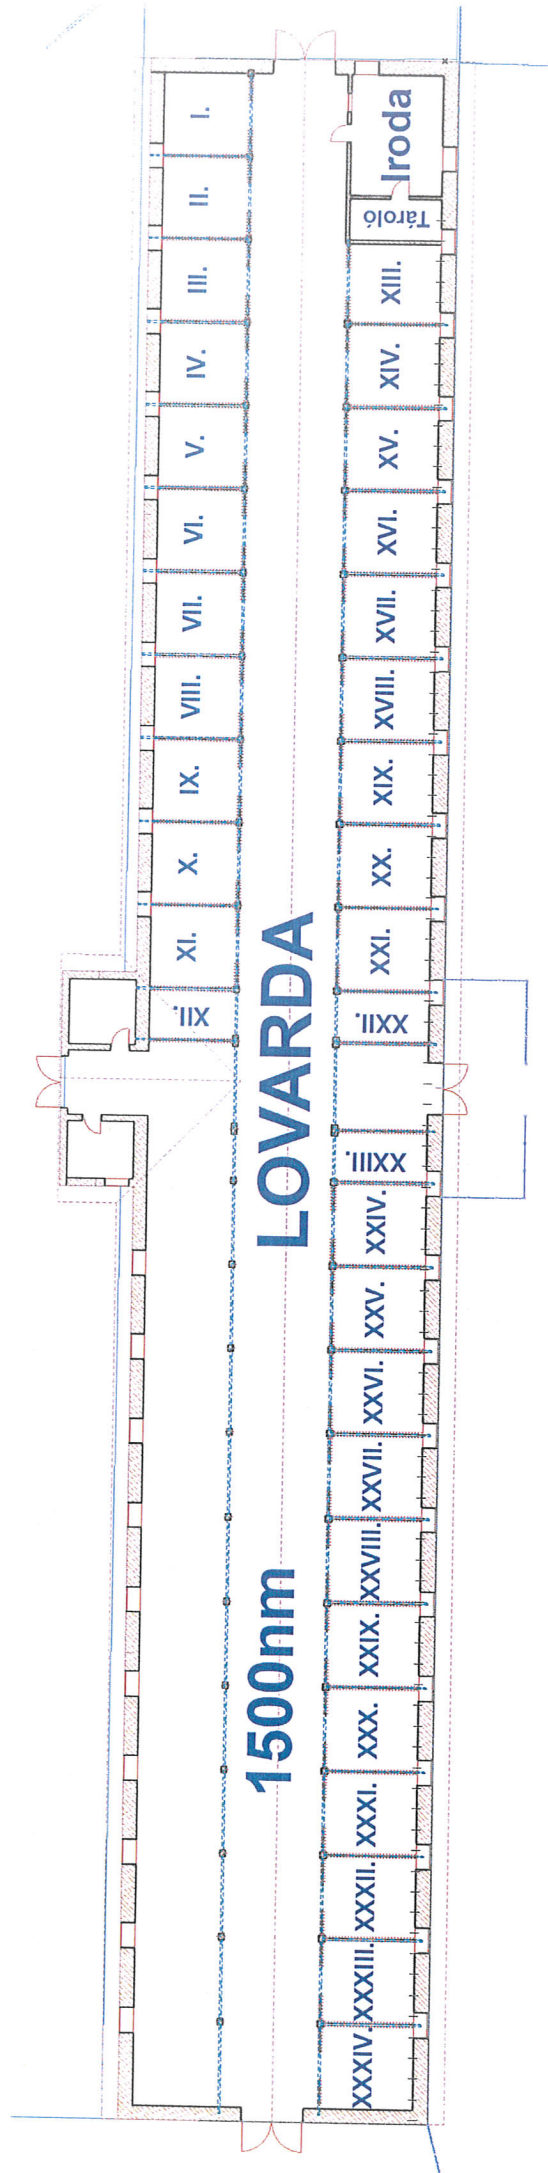 I.
II.
III.
IV.
V.
VI.
VII.
VIII.
IX.
X.
XI.
XII.
LOVARDA
1500nm
Iroda
Tároló
XIII.
XIV.
XV.
XVI.
XVII.
XVIII.
XIX.
XX.
XXI.
XXII.
XXIII.
XXIV.
XXV.
XXVI.
XXVII.
XXVIII.
XXIX.
XXX.
XXXI.
XXXII.
XXXIII.
XXXIV.